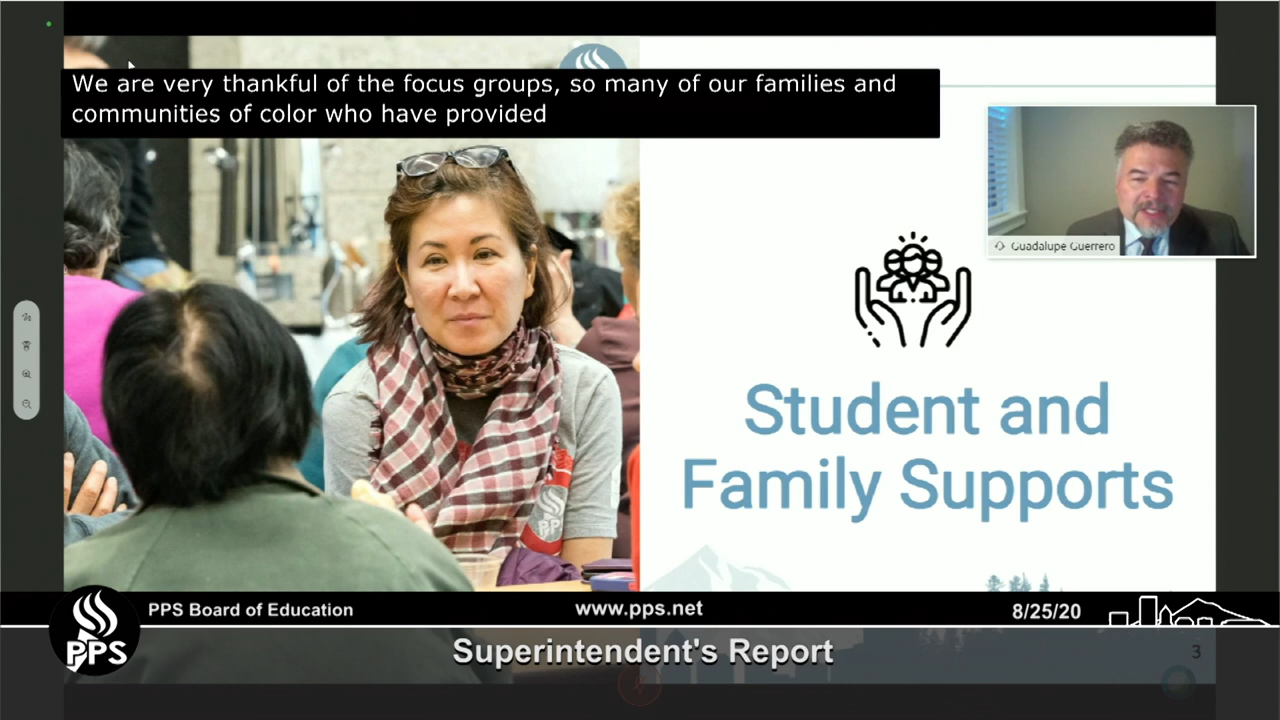 We are very thankful of the focus groups, so many of our families and
communities of color who have provided
Guadalupe Guerrero
Student and
Family Supports
PPS
PPS Board of Education
www.pps.net
8/25/20
PPS
Superintendent's Report
3